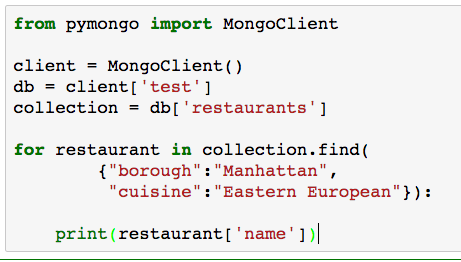 from pymongo import MongoClient

client = MongoClient()
db = client['test']
collection = db['restaurants']

for restaurant in collection.find(
        {"borough":"Manhattan",
         "cuisine":"Eastern European"}):

    print(restaurant['name'])